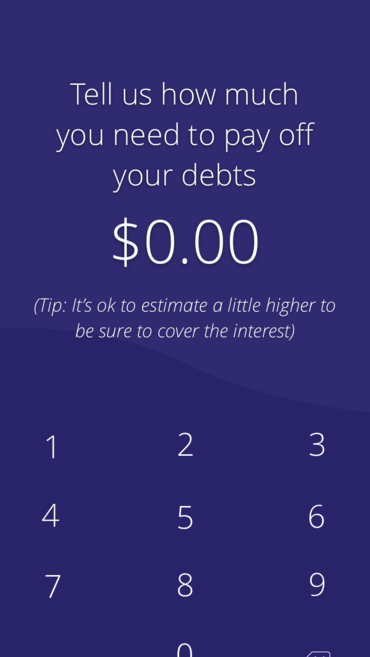 Tell us how much
you need to pay off
your debts
$0.00
(Tip: It’s ok to estimate a little higher to
be sure to cover the interest)
1 2 3
4 5 6
7 8 9
0